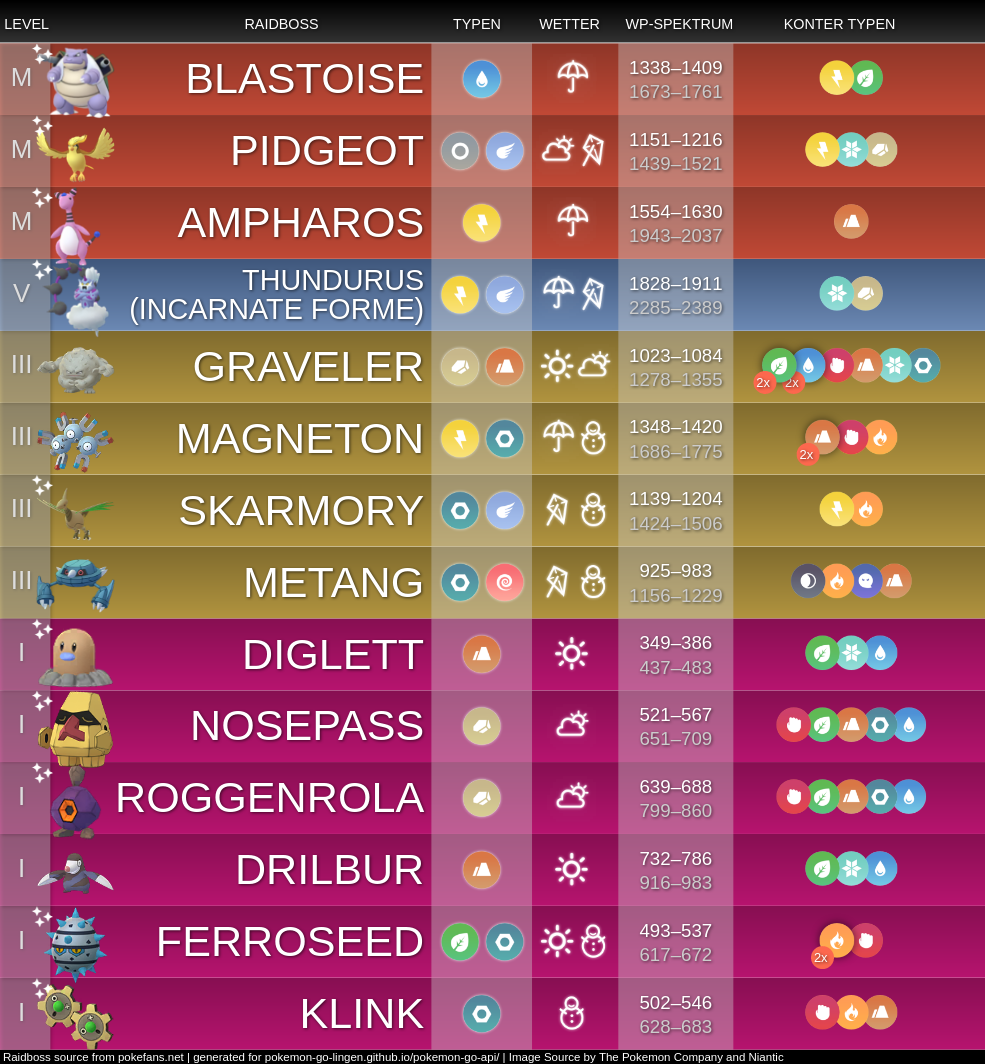 LEVEL RAIDBOSS TYPEN WETTER WP-SPEKTRUM KONTER TYPEN
M BLASTOISE 1338–1409
1673–1761
M PIDGEOT 1151–1216
1439–1521
M AMPHAROS 1554–1630
1943–2037
V THUNDURUS 1828–1911
(INCARNATE FORME) 2285–2389
III GRAVELER 1023–1084
1278–1355 2x 2x
III MAGNETON 1348–1420
1686–1775 2x
III SKARMORY 1139–1204
1424–1506
III METANG 925–983
1156–1229
I DIGLETT 349–386
437–483
I NOSEPASS 521–567
651–709
I ROGGENROLA 639–688
799–860
I DRILBUR 732–786
916–983
I FERROSEED 493–537
617–672 2x
I KLINK 502–546
628–683
Raidboss source from pokefans.net | generated for pokemon-go-lingen.github.io/pokemon-go-api/ | Image Source by The Pokemon Company and Niantic